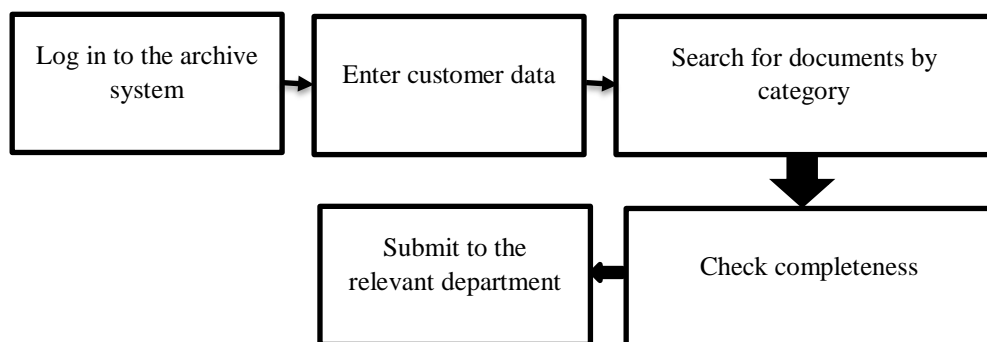 Log in to the archive
system
Enter customer data
Search for documents by
category
Submit to the
relevant department
Check completeness